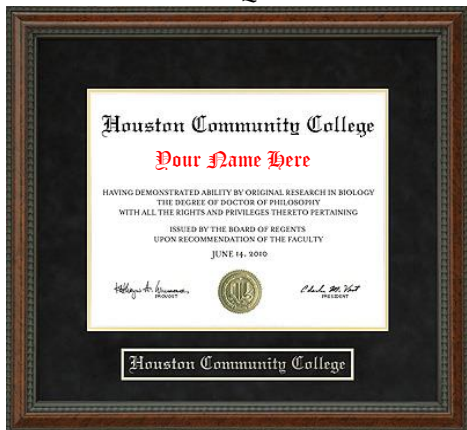 Houston Community College
Your Name Here
HAVING DEMONSTRATED ABILITY BY ORIGINAL RESEARCH IN BIOLOGY
THE DEGREE OF DOCTOR OF PHILOSOPHY
WITH ALL THE RIGHTS AND PRIVILEGES THERETO PERTAINING
ISSUED BY THE BOARD OF REGENTS
UPON RECOMMENDATION OF THE FACULTY
JUNE 14, 2010
PROVOST
PRESIDENT
Houston Community College